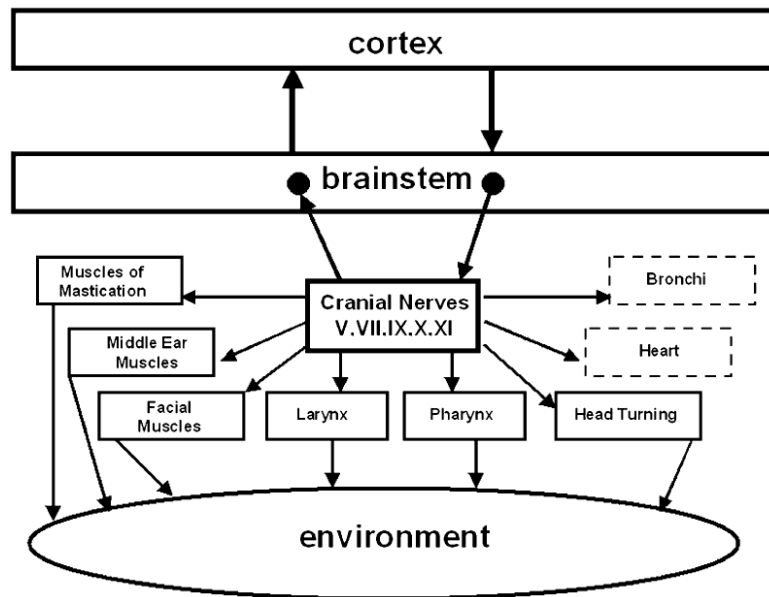 cortex
brainstem
Muscles of
Mastication
Cranial Nerves
V.VII.IX.X.XI
Bronchi
Middle Ear
Muscles
Heart
Facial
Muscles
Larynx
Pharynx
Head Turning
environment